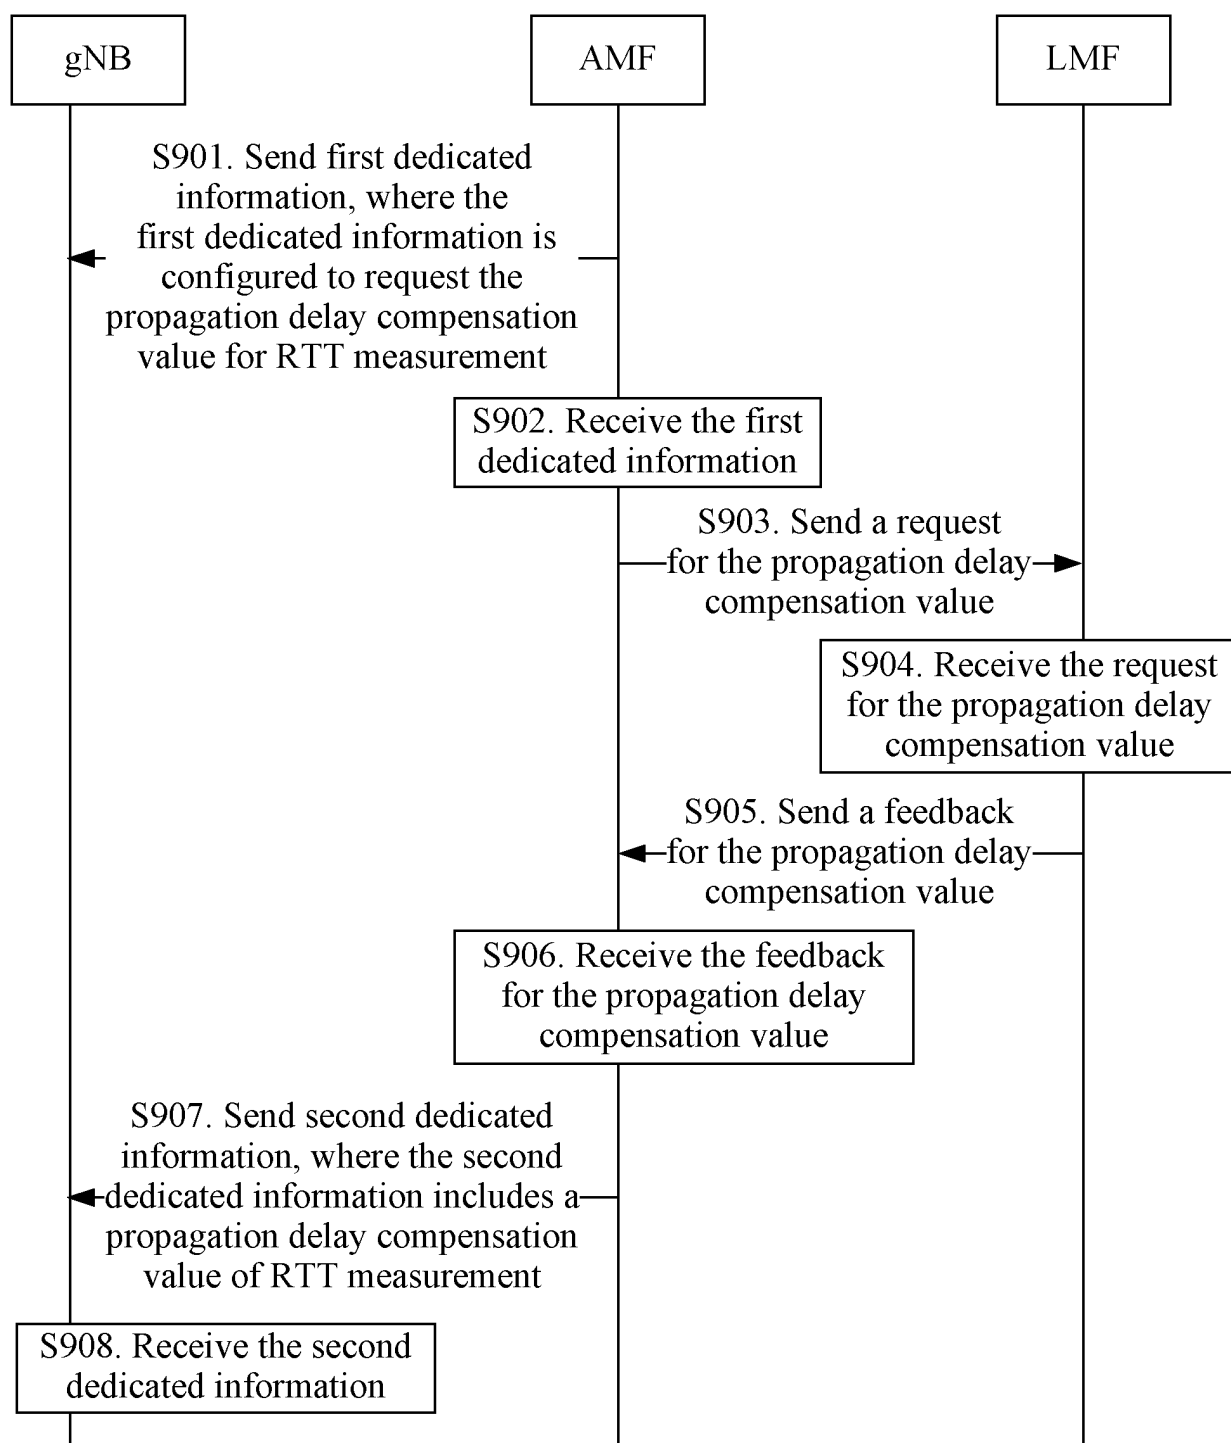 gNB
AMF
LMF
S901. Send first dedicated
information, where the
first dedicated information is
configured to request the
propagation delay compensation
value for RTT measurement
S902. Receive the first
dedicated information
S903. Send a request
for the propagation delay
compensation value
S904. Receive the request
for the propagation delay
compensation value
S905. Send a feedback
for the propagation delay
compensation value
S906. Receive the feedback
for the propagation delay
compensation value
S907. Send second dedicated
information, where the second
dedicated information includes a
propagation delay compensation
value of RTT measurement
S908. Receive the second
dedicated information